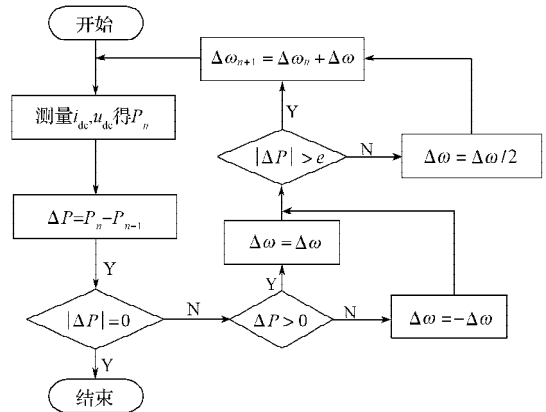 开始
Δω_{n+1} = Δω_n + Δω
测量i_{dc},u_{dc}得P_n
Y
|ΔP| > e
N
Δω = Δω/2
ΔP=P_n−P_{n−1}
Δω = Δω
Y
Y
|ΔP|=0
N
ΔP>0
N
Δω=−Δω
Y
结束